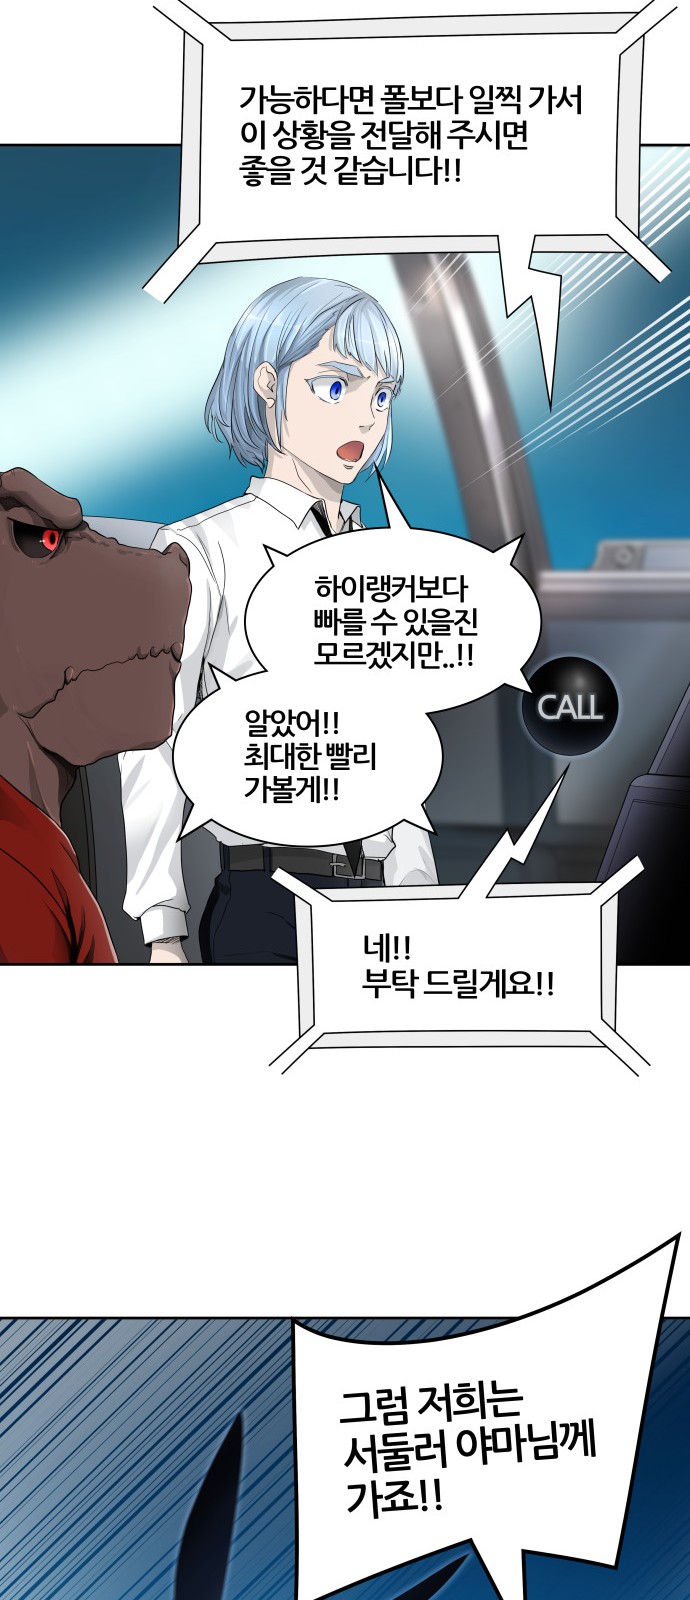 가능하다면 폴보다 일찍 가서
이 상황을 전달해 주시면
좋을 것 같습니다!!
하이랭커보다
빠를 수 있을진
모르겠지만..!!
CALL
알았어!!
최대한 빨리
가볼게!!
네!!
부탁 드릴게요!!
그럼 저희는
서둘러 야마님께
가죠!!